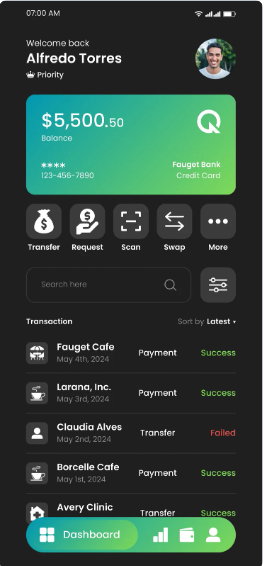 07:00 AM
Welcome back
Alfredo Torres
Priority
$5,500.50
Balance
****
Fauget Bank
123-456-7890
Credit Card
Transfer Request Scan Swap More
Search here
Transaction Sort by Latest
Fauget Cafe
May 4th, 2024
Payment
Success
Larana, Inc.
May 3rd, 2024
Payment
Success
Claudia Alves
May 2nd, 2024
Transfer
Failed
Borcelle Cafe
May 1st, 2024
Payment
Success
Avery Clinic
Transfer
Success
Dashboard